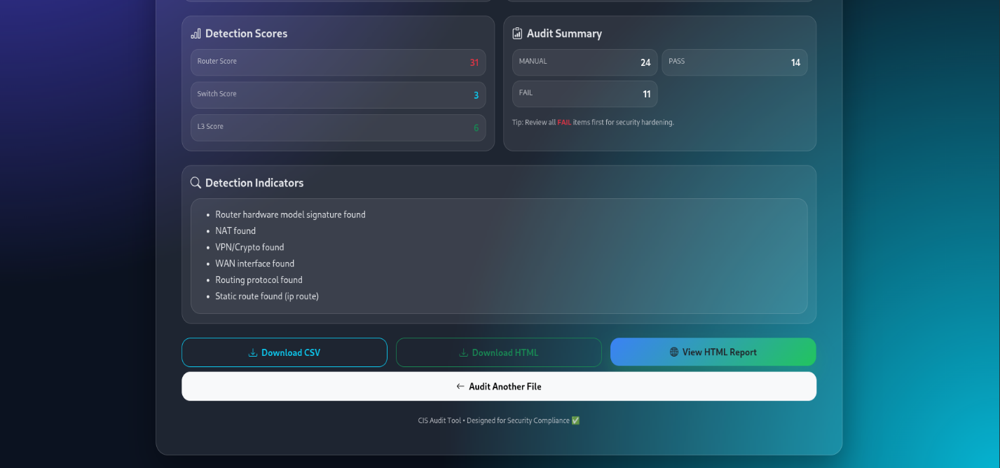 Detection Scores
Router Score 31
Switch Score 3
L3 Score 6
Audit Summary
MANUAL 24
PASS 14
FAIL 11
Tip: Review all FAIL items first for security hardening.
Detection Indicators
• Router hardware model signature found
• NAT found
• VPN/Crypto found
• WAN interface found
• Routing protocol found
• Static route found (ip route)
Download CSV
Download HTML
View HTML Report
← Audit Another File
CIS Audit Tool • Designed for Security Compliance ✅